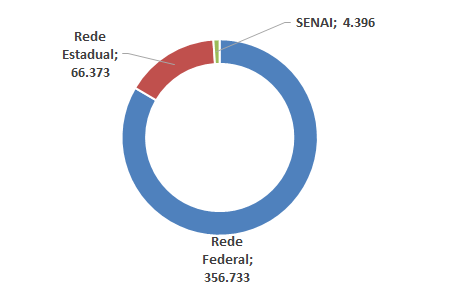 SENAI; 4.396
Rede
Estadual;
66.373
Rede
Federal;
356.733